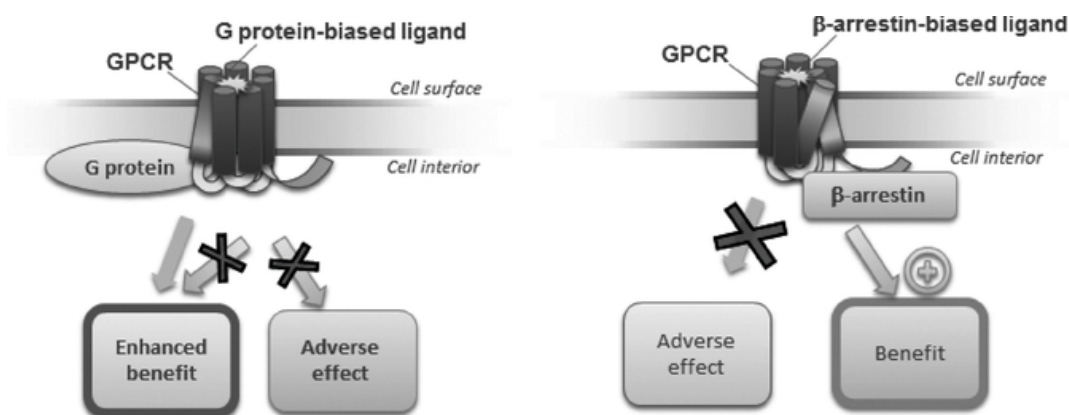 G protein-biased ligand
GPCR
Cell surface
G protein
Cell interior
Enhanced
benefit
Adverse
effect
β-arrestin-biased ligand
GPCR
Cell surface
Cell interior
β-arrestin
Adverse
effect
Benefit